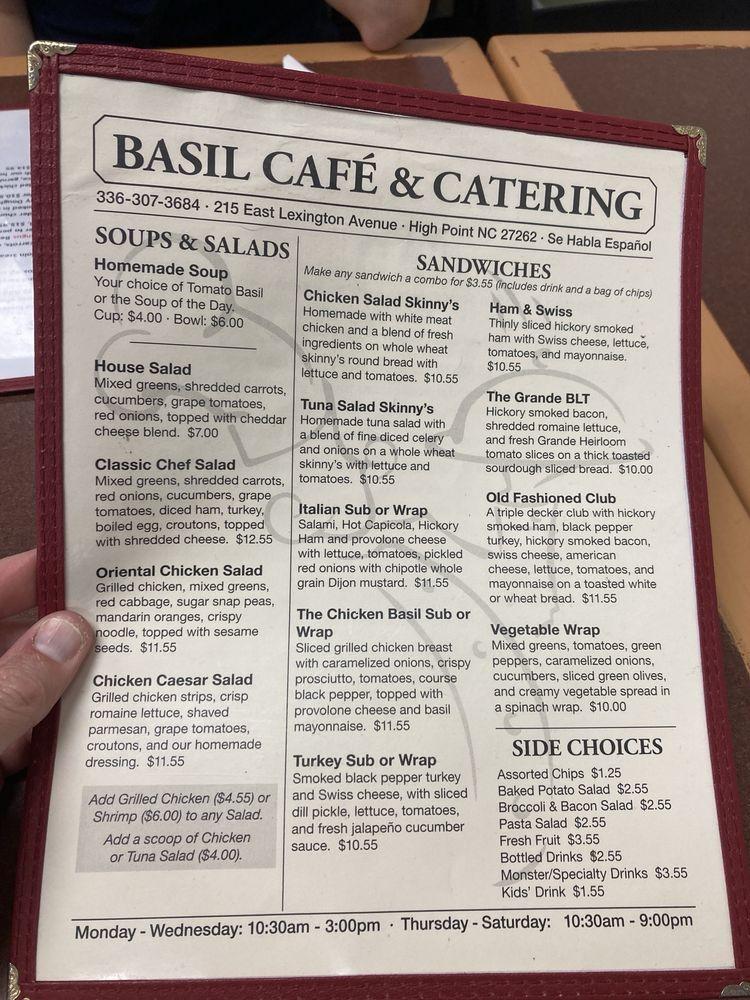 BASIL CAFÉ & CATERING
336-307-3684 · 215 East Lexington Avenue · High Point NC 27262 · Se Habla Español
SOUPS & SALADS
Homemade Soup
Your choice of Tomato Basil
or the Soup of the Day.
Cup: $4.00 · Bowl: $6.00
House Salad
Mixed greens, shredded carrots,
cucumbers, grape tomatoes,
red onions, topped with cheddar
cheese blend. $7.00
Classic Chef Salad
Mixed greens, shredded carrots,
red onions, cucumbers, grape
tomatoes, diced ham, turkey,
boiled egg, croutons, topped
with shredded cheese. $12.55
Oriental Chicken Salad
Grilled chicken, mixed greens,
red cabbage, sugar snap peas,
mandarin oranges, crispy
noodle, topped with sesame
seeds. $11.55
Chicken Caesar Salad
Grilled chicken strips, crisp
romaine lettuce, shaved
parmesan, grape tomatoes,
croutons, and our homemade
dressing. $11.55
Add Grilled Chicken ($4.55) or
Shrimp ($6.00) to any Salad.
Add a scoop of Chicken
or Tuna Salad ($4.00).
SANDWICHES
Make any sandwich a combo for $3.55 (includes drink and a bag of chips)
Chicken Salad Skinny's
Homemade with white meat
chicken and a blend of fresh
ingredients on whole wheat
skinny's round bread with
lettuce and tomatoes. $10.55
Tuna Salad Skinny's
Homemade tuna salad with
a blend of fine diced celery
and onions on a whole wheat
skinny's with lettuce and
tomatoes. $10.55
Italian Sub or Wrap
Salami, Hot Capicola, Hickory
Ham and provolone cheese
with lettuce, tomatoes, pickled
red onions with chipotle whole
grain Dijon mustard. $11.55
The Chicken Basil Sub or
Wrap
Sliced grilled chicken breast
with caramelized onions, crispy
prosciutto, tomatoes, course
black pepper, topped with
provolone cheese and basil
mayonnaise. $11.55
Turkey Sub or Wrap
Smoked black pepper turkey
and Swiss cheese, with sliced
dill pickle, lettuce, tomatoes,
and fresh jalapeño cucumber
sauce. $10.55
Ham & Swiss
Thinly sliced hickory smoked
ham with Swiss cheese, lettuce,
tomatoes, and mayonnaise.
$10.55
The Grande BLT
Hickory smoked bacon,
shredded romaine lettuce,
and fresh Grande Heirloom
tomato slices on a thick toasted
sourdough sliced bread. $10.00
Old Fashioned Club
A triple decker club with hickory
smoked ham, black pepper
turkey, hickory smoked bacon,
swiss cheese, american
cheese, lettuce, tomatoes, and
mayonnaise on a toasted white
or wheat bread. $11.55
Vegetable Wrap
Mixed greens, tomatoes, green
peppers, caramelized onions,
cucumbers, sliced green olives,
and creamy vegetable spread in
a spinach wrap. $10.00
SIDE CHOICES
Assorted Chips $1.25
Baked Potato Salad $2.55
Broccoli & Bacon Salad $2.55
Pasta Salad $2.55
Fresh Fruit $3.55
Bottled Drinks $2.55
Monster/Specialty Drinks $3.55
Kids' Drink $1.55
Monday - Wednesday: 10:30am - 3:00pm · Thursday - Saturday: 10:30am - 9:00pm